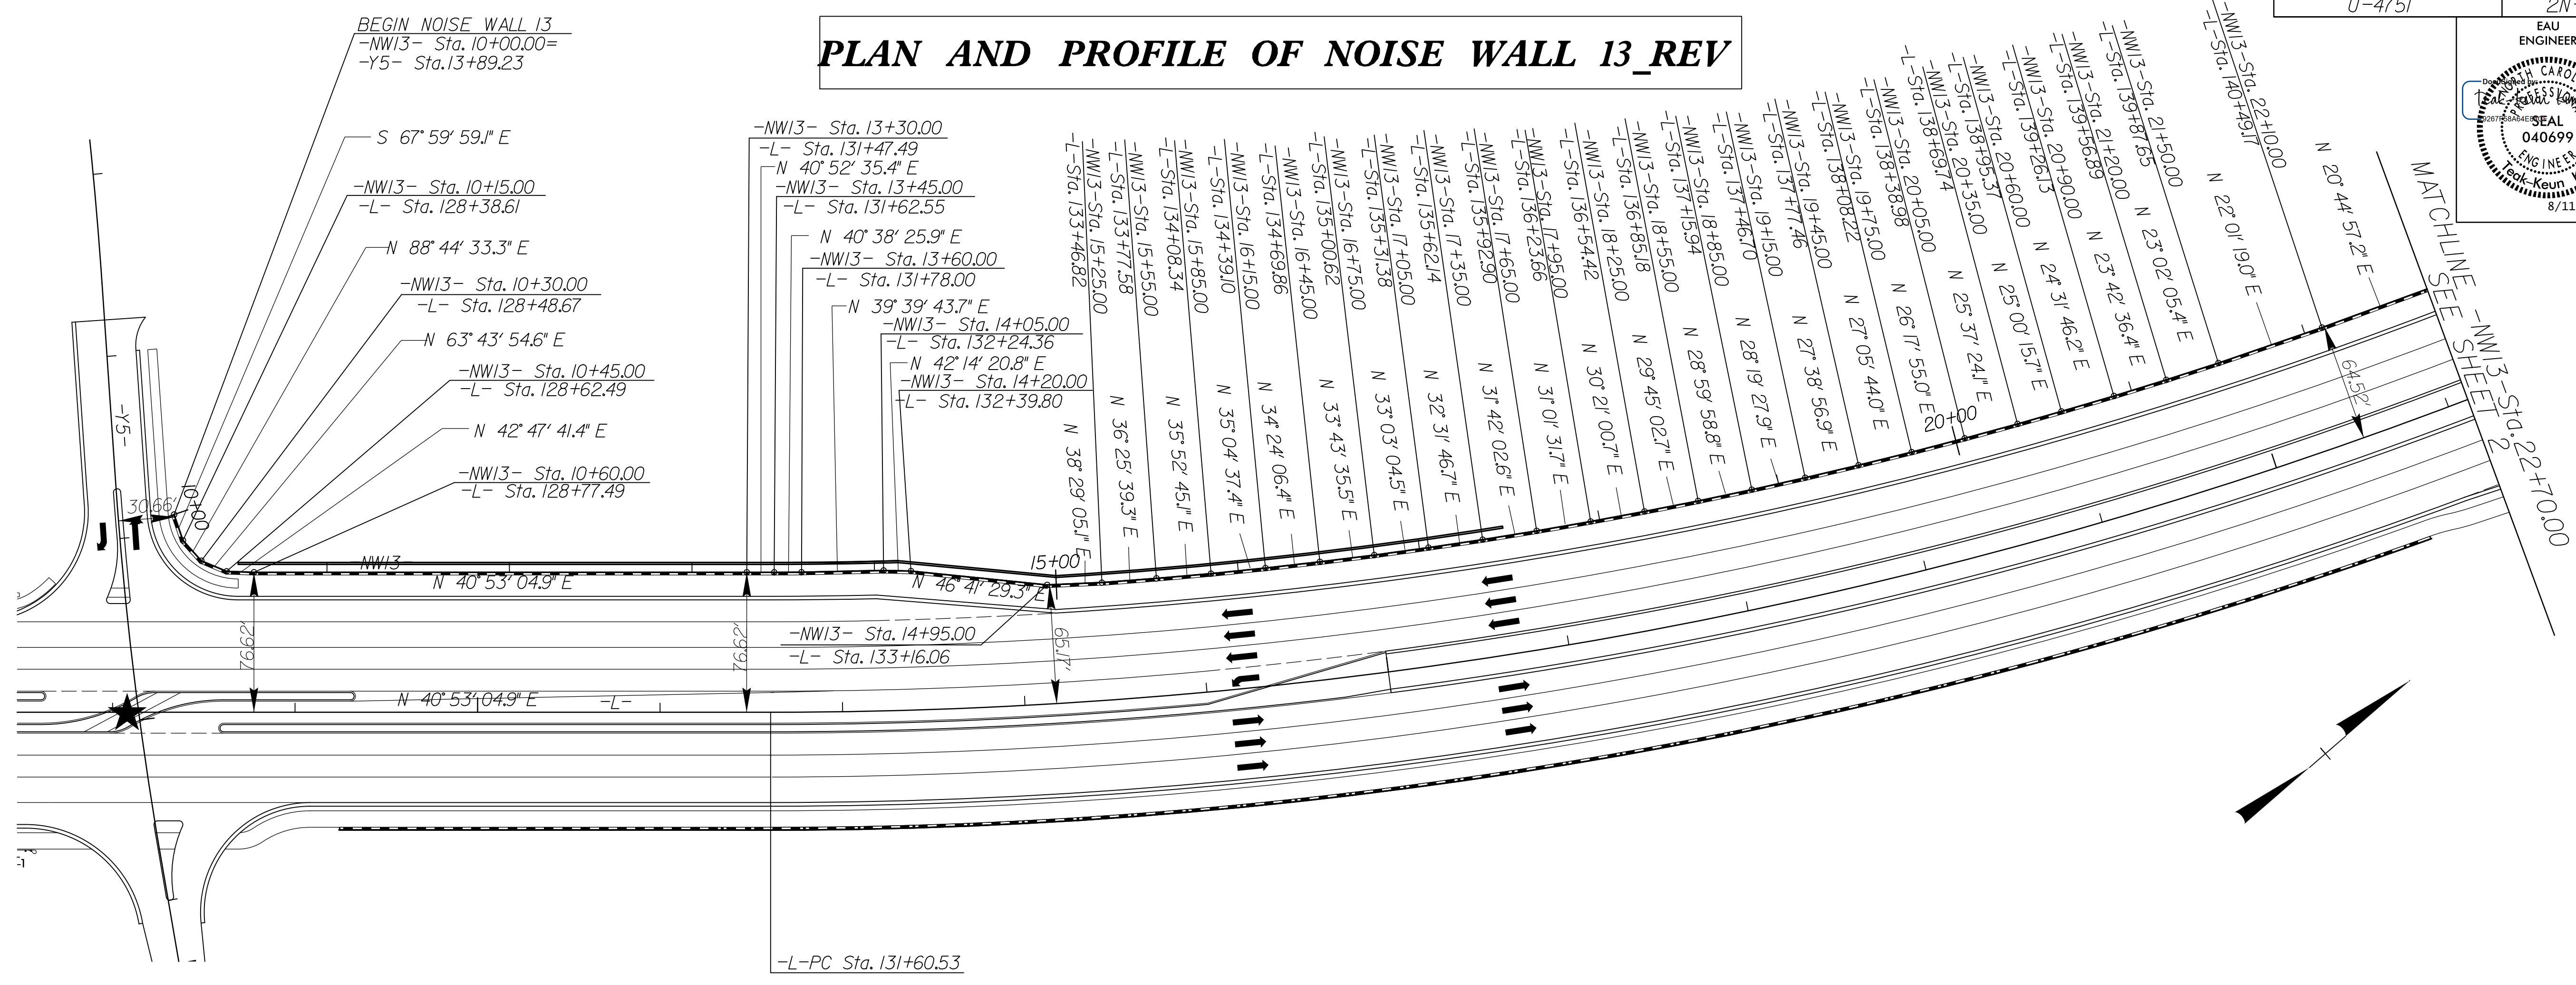 U-4751
2N-
EAU
ENGINEER
PLAN AND PROFILE OF NOISE WALL 13_REV
SEAL
040699
8/11
BEGIN NOISE WALL 13
-NW13- Sta. 10+00.00=
-Y5- Sta.13+89.23
S 67° 59' 59.1" E
-NW13- Sta. 10+15.00
-L- Sta. 128+38.61
N 88° 44' 33.3" E
-NW13- Sta. 10+30.00
-L- Sta. 128+48.67
N 63° 43' 54.6" E
-NW13- Sta. 10+45.00
-L- Sta. 128+62.49
N 42° 47' 41.4" E
-NW13- Sta. 10+60.00
-L- Sta. 128+77.49
-NW13- Sta. 13+30.00
-L- Sta. 131+47.49
N 40° 52' 35.4" E
-NW13- Sta. 13+45.00
-L- Sta. 131+62.55
N 40° 38' 25.9" E
-NW13- Sta. 13+60.00
-L- Sta. 131+78.00
N 39° 39' 43.7" E
-NW13- Sta. 14+05.00
-L- Sta. 132+24.36
N 42° 14' 20.8" E
-NW13- Sta. 14+20.00
-L- Sta. 132+39.80
-L-Sta. 133+46.82
-NW13-Sta. 15+25.00
-L-Sta. 133+77.58
-NW13-Sta. 15+55.00
-L-Sta. 134+08.34
-NW13-Sta. 15+85.00
-L-Sta. 134+39.10
-NW13-Sta. 16+15.00
-L-Sta. 134+69.86
-NW13-Sta. 16+45.00
-L-Sta. 135+00.62
-NW13-Sta. 16+75.00
-L-Sta. 135+31.38
-NW13-Sta. 17+05.00
-L-Sta. 135+62.14
-NW13-Sta. 17+35.00
-L-Sta. 135+92.90
-NW13-Sta. 17+65.00
-L-Sta. 136+23.66
-NW13-Sta. 17+95.00
-L-Sta. 136+54.42
-NW13-Sta. 18+25.00
-L-Sta. 136+85.18
-NW13-Sta. 18+55.00
-L-Sta. 137+15.94
-NW13-Sta. 18+85.00
-L-Sta. 137+46.70
-NW13-Sta. 19+15.00
-L-Sta. 137+77.46
-NW13-Sta. 19+45.00
-L-Sta. 138+08.22
-NW13-Sta. 19+75.00
-L-Sta. 138+38.98
-NW13-Sta. 20+05.00
-L-Sta. 138+69.74
-NW13-Sta. 20+35.00
-L-Sta. 138+95.37
-NW13-Sta. 20+60.00
-L-Sta. 139+26.13
-NW13-Sta. 20+90.00
-L-Sta. 139+56.89
-NW13-Sta. 21+20.00
-L-Sta. 139+87.65
-NW13-Sta. 21+50.00
-L-Sta. 140+49.17
-NW13-Sta. 22+10.00
N 38° 29' 05.1" E
N 36° 25' 39.3" E
N 35° 52' 45.1" E
N 35° 04' 37.4" E
N 34° 24' 06.4" E
N 33° 43' 35.5" E
N 33° 03' 04.5" E
N 32° 31' 46.7" E
N 31° 42' 02.6" E
N 31° 01' 31.7" E
N 30° 21' 00.7" E
N 29° 45' 02.7" E
N 28° 59' 58.8" E
N 28° 19' 27.9" E
N 27° 38' 56.9" E
N 27° 05' 44.0" E
N 26° 17' 55.0" E
N 25° 37' 24.1" E
N 25° 00' 15.7" E
N 24° 31' 46.2" E
N 23° 42' 36.4" E
N 23° 02' 05.4" E
N 22° 01' 19.0" E
N 20° 44' 57.2" E
MATCHLINE -NW13-Sta.22+70.00
SEE SHEET 2
-Y5-
30.66'
10+00
-NW13-
N 40° 53' 04.9" E
N 46° 41' 29.3" E
15+00
20+00
64.52'
76.62'
76.62'
65.17'
-NW13- Sta. 14+95.00
-L- Sta. 133+16.06
N 40° 53' 04.9" E
-L-
-L-PC Sta. 131+60.53